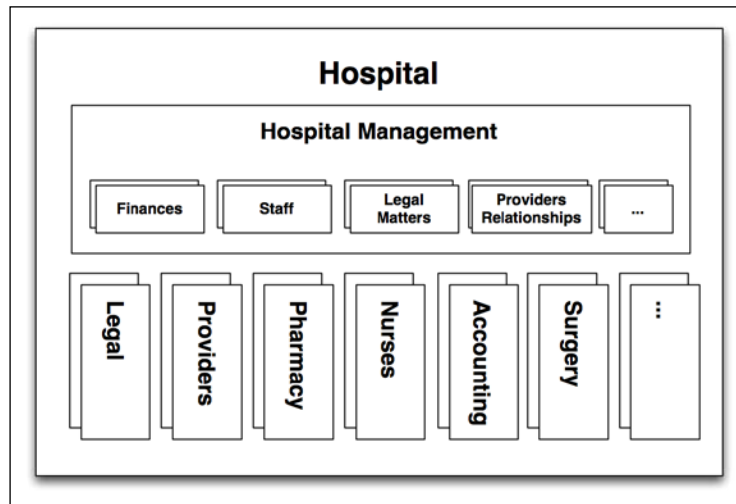 Hospital
Hospital Management
Finances
Staff
Legal
Matters
Providers
Relationships
...
Legal
Providers
Pharmacy
Nurses
Accounting
Surgery
...